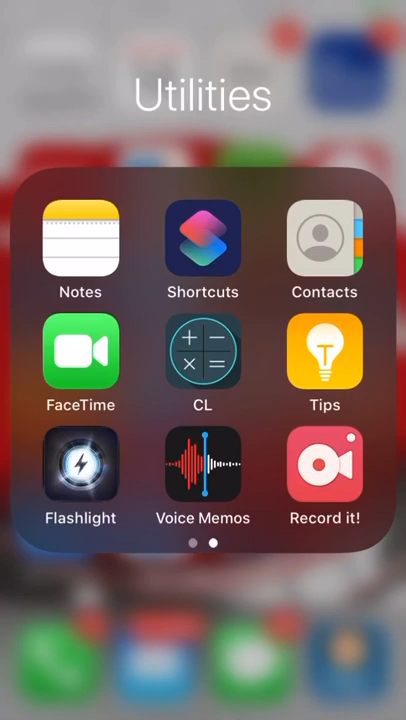 Utilities
Notes
Shortcuts
Contacts
FaceTime
CL
Tips
Flashlight
Voice Memos
Record it!